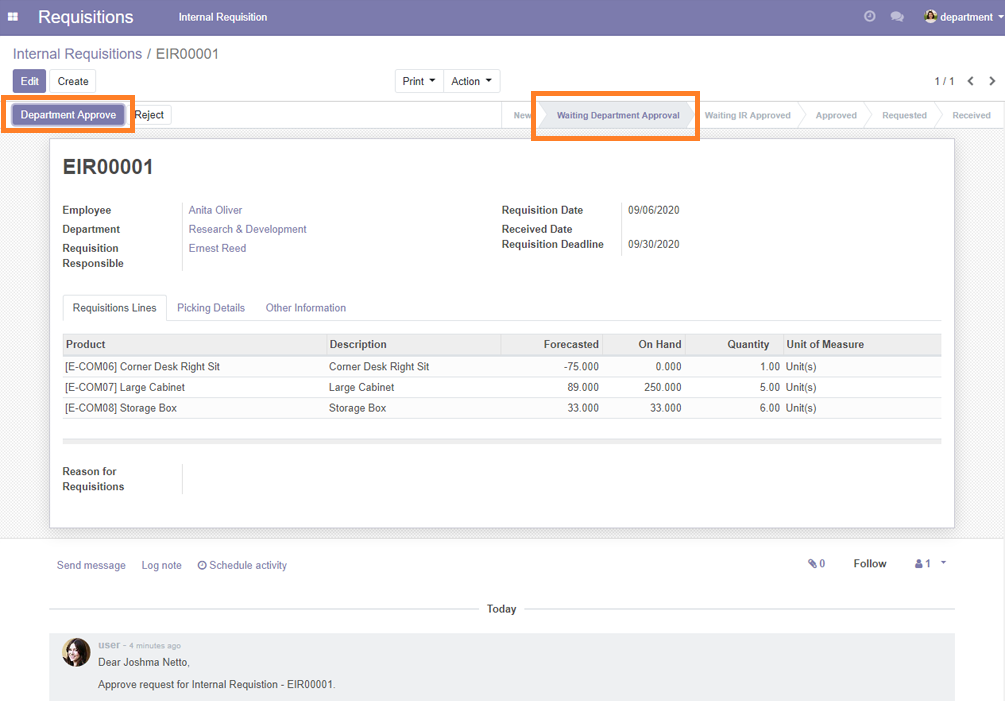 Requisitions Internal Requisition department
Internal Requisitions / EIR00001
Edit Create Print Action 1 / 1
Department Approve Reject New Waiting Department Approval Waiting IR Approved Approved Requested Received
EIR00001
Employee Anita Oliver Requisition Date 09/06/2020
Department Research & Development Received Date
Requisition Responsible Ernest Reed Requisition Deadline 09/30/2020
Requisitions Lines Picking Details Other Information
Product Description Forecasted On Hand Quantity Unit of Measure
[E-COM06] Corner Desk Right Sit Corner Desk Right Sit -75.000 0.000 1.00 Unit(s)
[E-COM07] Large Cabinet Large Cabinet 89.000 250.000 5.00 Unit(s)
[E-COM08] Storage Box Storage Box 33.000 33.000 6.00 Unit(s)
Reason for
Requisitions
Send message Log note Schedule activity 0 Follow 1
Today
user - 4 minutes ago
Dear Joshma Netto,
Approve request for Internal Requistion - EIR00001.